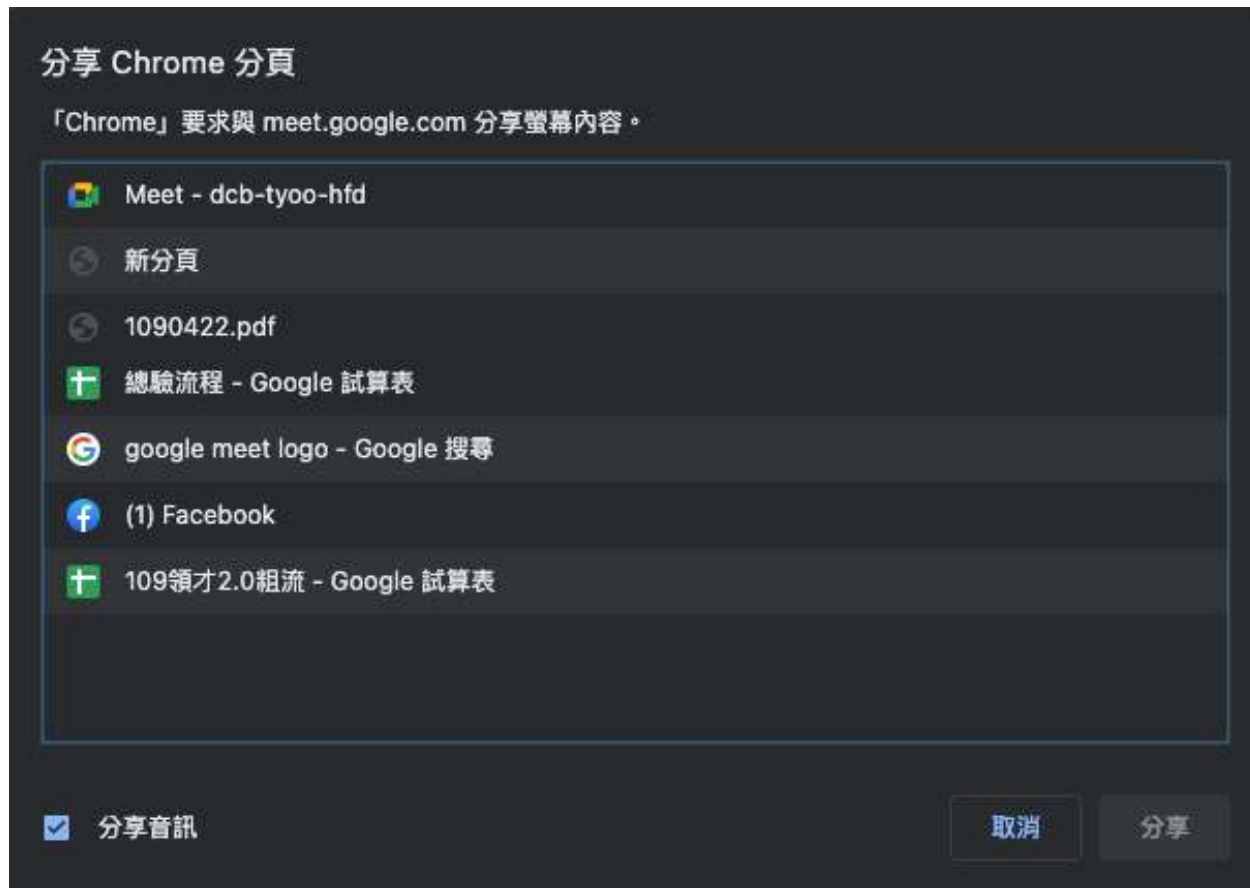 分享 Chrome 分頁
「Chrome」要求與 meet.google.com 分享螢幕內容。
Meet - dcb-tyoo-hfd
新分頁
1090422.pdf
總驗流程 - Google 試算表
google meet logo - Google 搜尋
(1) Facebook
109領才2.0粗流 - Google 試算表
分享音訊
取消
分享